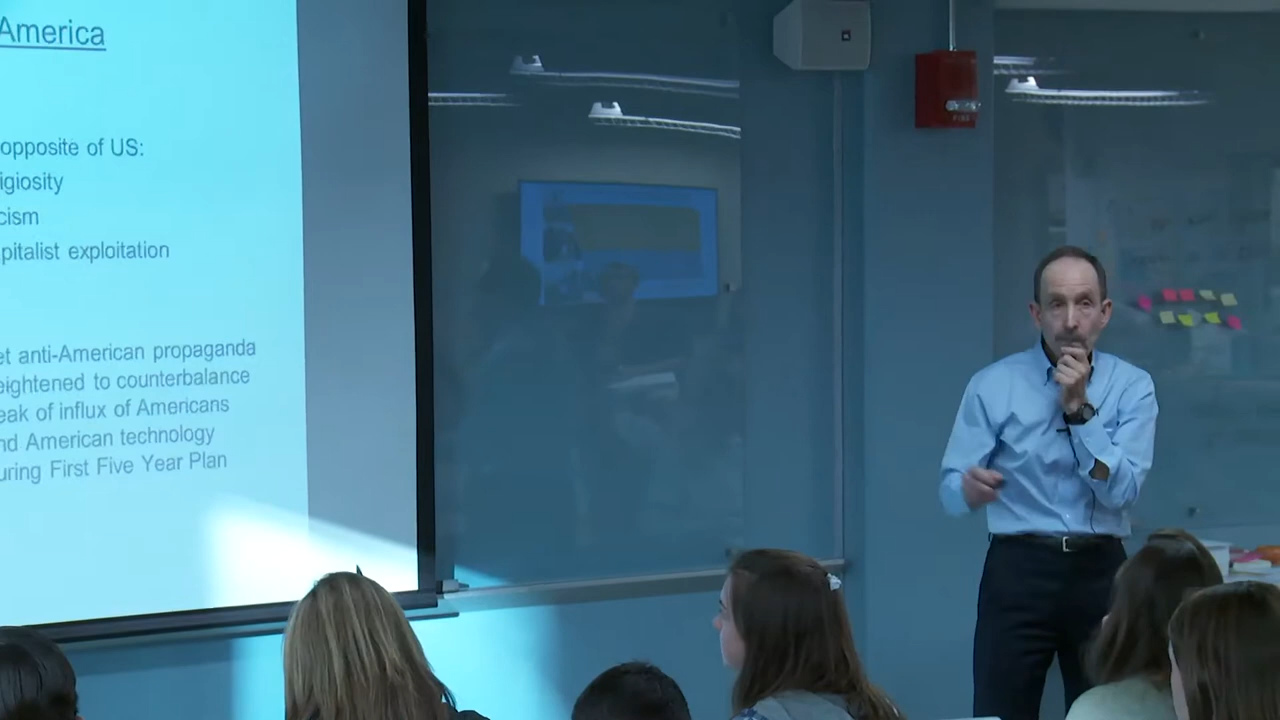 America
opposite of US:
igiosity
cism
pitalist exploitation
et anti-American propaganda
eightened to counterbalance
eak of influx of Americans
nd American technology
uring First Five Year Plan
FIRE